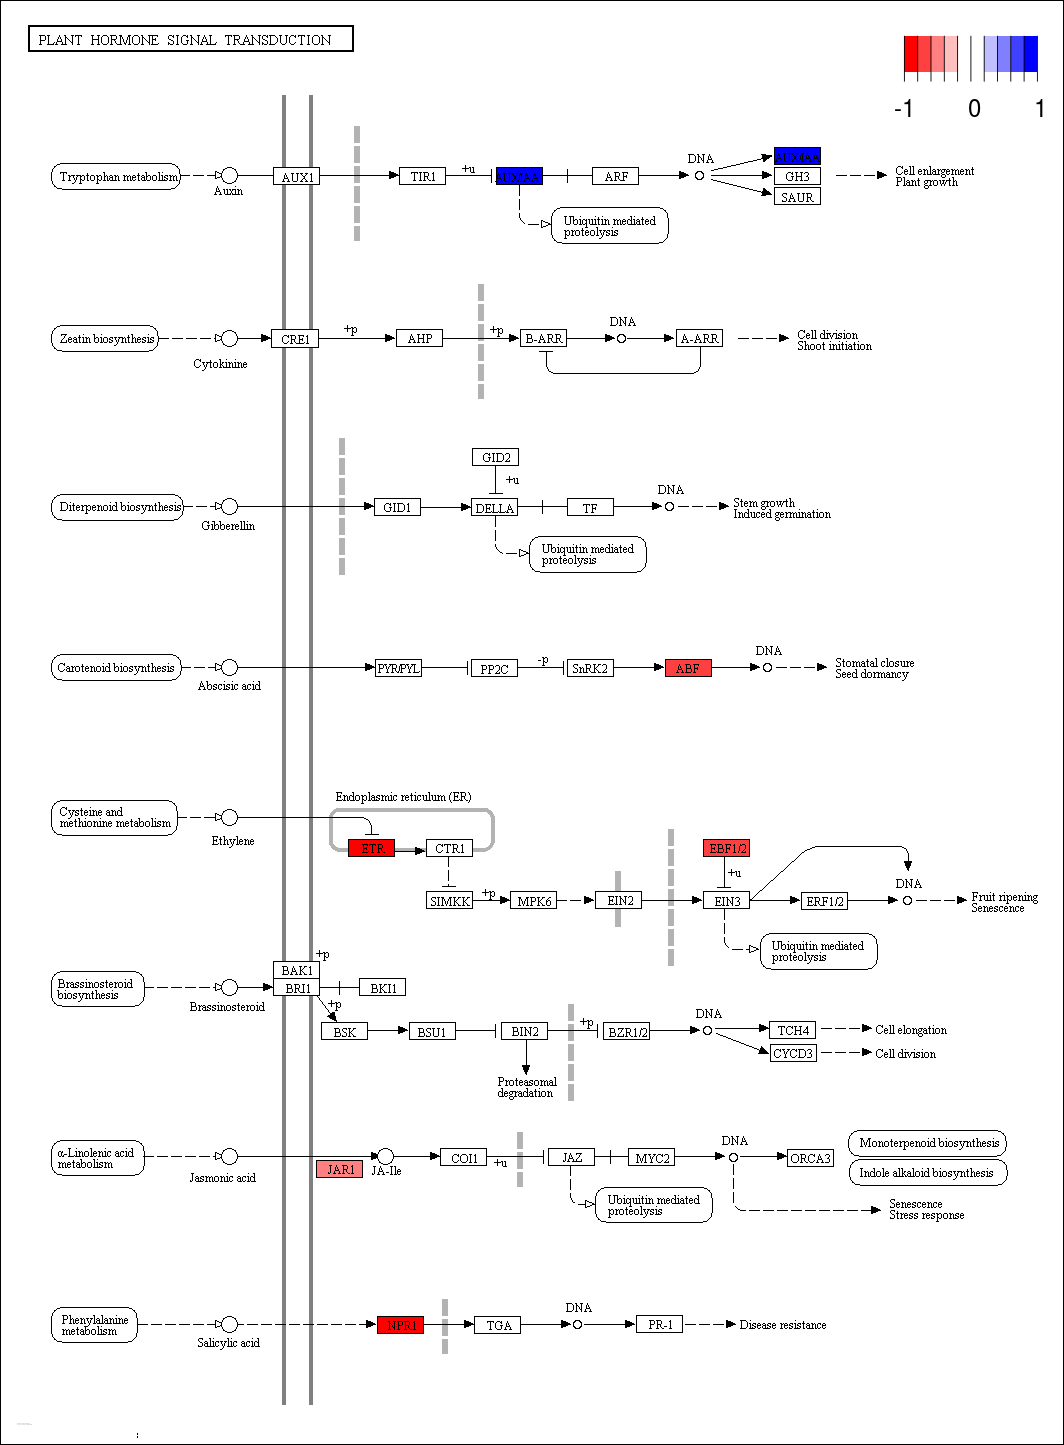 PLANT HORMONE SIGNAL TRANSDUCTION
-1 0 1
Tryptophan metabolism
Auxin
AUX1
TIR1
+u
AUX/IAA
ARF
DNA
AUX/IAA
GH3
SAUR
Cell enlargement
Plant growth
Ubiquitin mediated
proteolysis
Zeatin biosynthesis
Cytokinine
CRE1
+p
AHP
+p
B-ARR
DNA
A-ARR
Cell division
Shoot initiation
GID2
+u
Diterpenoid biosynthesis
Gibberellin
GID1
DELLA
TF
DNA
Stem growth
Induced germination
Ubiquitin mediated
proteolysis
Carotenoid biosynthesis
Abscisic acid
PYR/PYL
PP2C
-p
SnRK2
ABF
DNA
Stomatal closure
Seed dormancy
Endoplasmic reticulum (ER)
Cysteine and
methionine metabolism
Ethylene
ETR
CTR1
EBF1/2
+u
SIMKK
+p
MPK6
EIN2
EIN3
ERF1/2
DNA
Fruit ripening
Senescence
Ubiquitin mediated
proteolysis
Brassinosteroid
biosynthesis
Brassinosteroid
BAK1
+p
BRI1
BKI1
+p
BSK
BSU1
BIN2
+p
BZR1/2
DNA
TCH4
Cell elongation
CYCD3
Cell division
Proteasomal
degradation
α-Linolenic acid
metabolism
Jasmonic acid
JAR1
JA-Ile
COI1
+u
JAZ
MYC2
DNA
ORCA3
Monoterpenoid biosynthesis
Indole alkaloid biosynthesis
Ubiquitin mediated
proteolysis
Senescence
Stress response
Phenylalanine
metabolism
Salicylic acid
NPR1
TGA
DNA
PR-1
Disease resistance